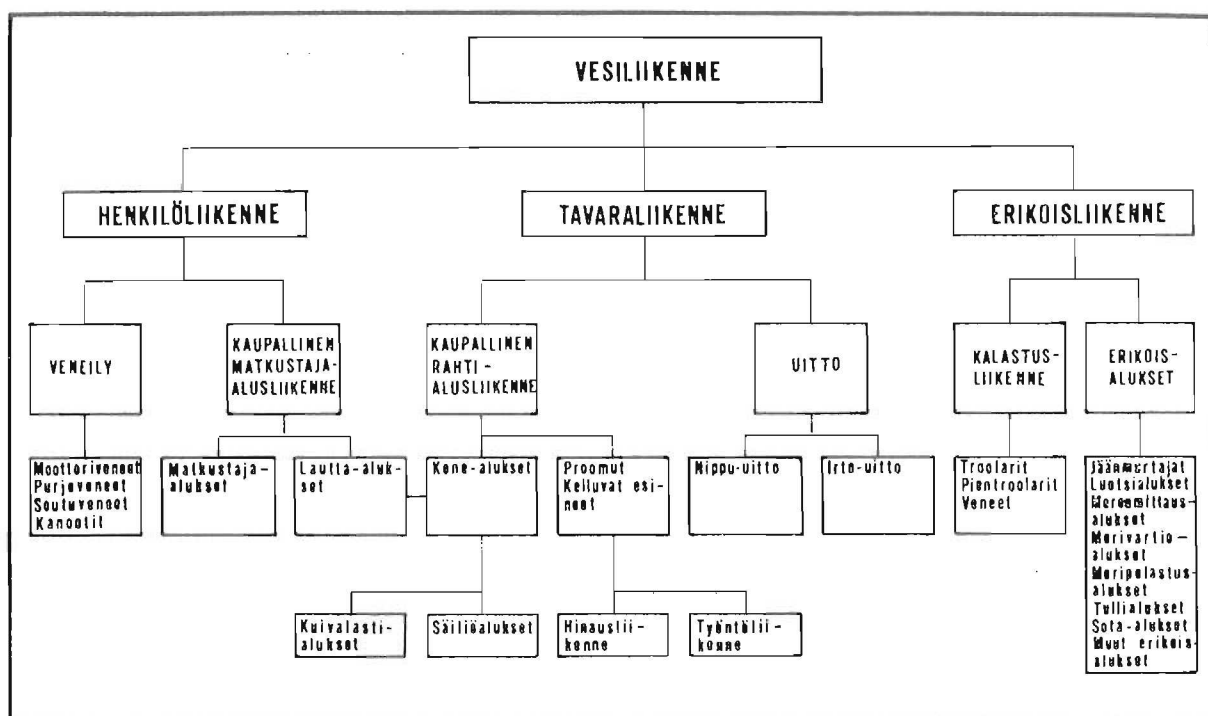 VESILIIKENNE
HENKILÖLIIKENNE
TAVARALIIKENNE
ERIKOISLIIKENNE
VENEILY
KAUPALLINEN
MATKUSTAJA-
ALUSLIIKENNE
KAUPALLINEN
RAHTI-
ALUSLIIKENNE
UITTO
KALASTUS-
LIIKENNE
ERIKOIS-
ALUKSET
Moottoriveneet
Purjeveneet
Soutuveneet
Kanootit
Matkustaja-
alukset
Lautta-aluk-
set
Kone-alukset
Proomut
Kelluvat esi-
neet
Nippu-uitto
Irto-uitto
Troolarit
Pientroolarit
Veneet
Jäänmurtajat
Luotsialukset
Merenmittaus-
alukset
Merivartio-
alukset
Meripelastus-
alukset
Tullialukset
Sota-alukset
Muut erikois-
alukset
Kuivalasti-
alukset
Säiliöalukset
Hinauslii-
kenne
Työntölii-
kenne